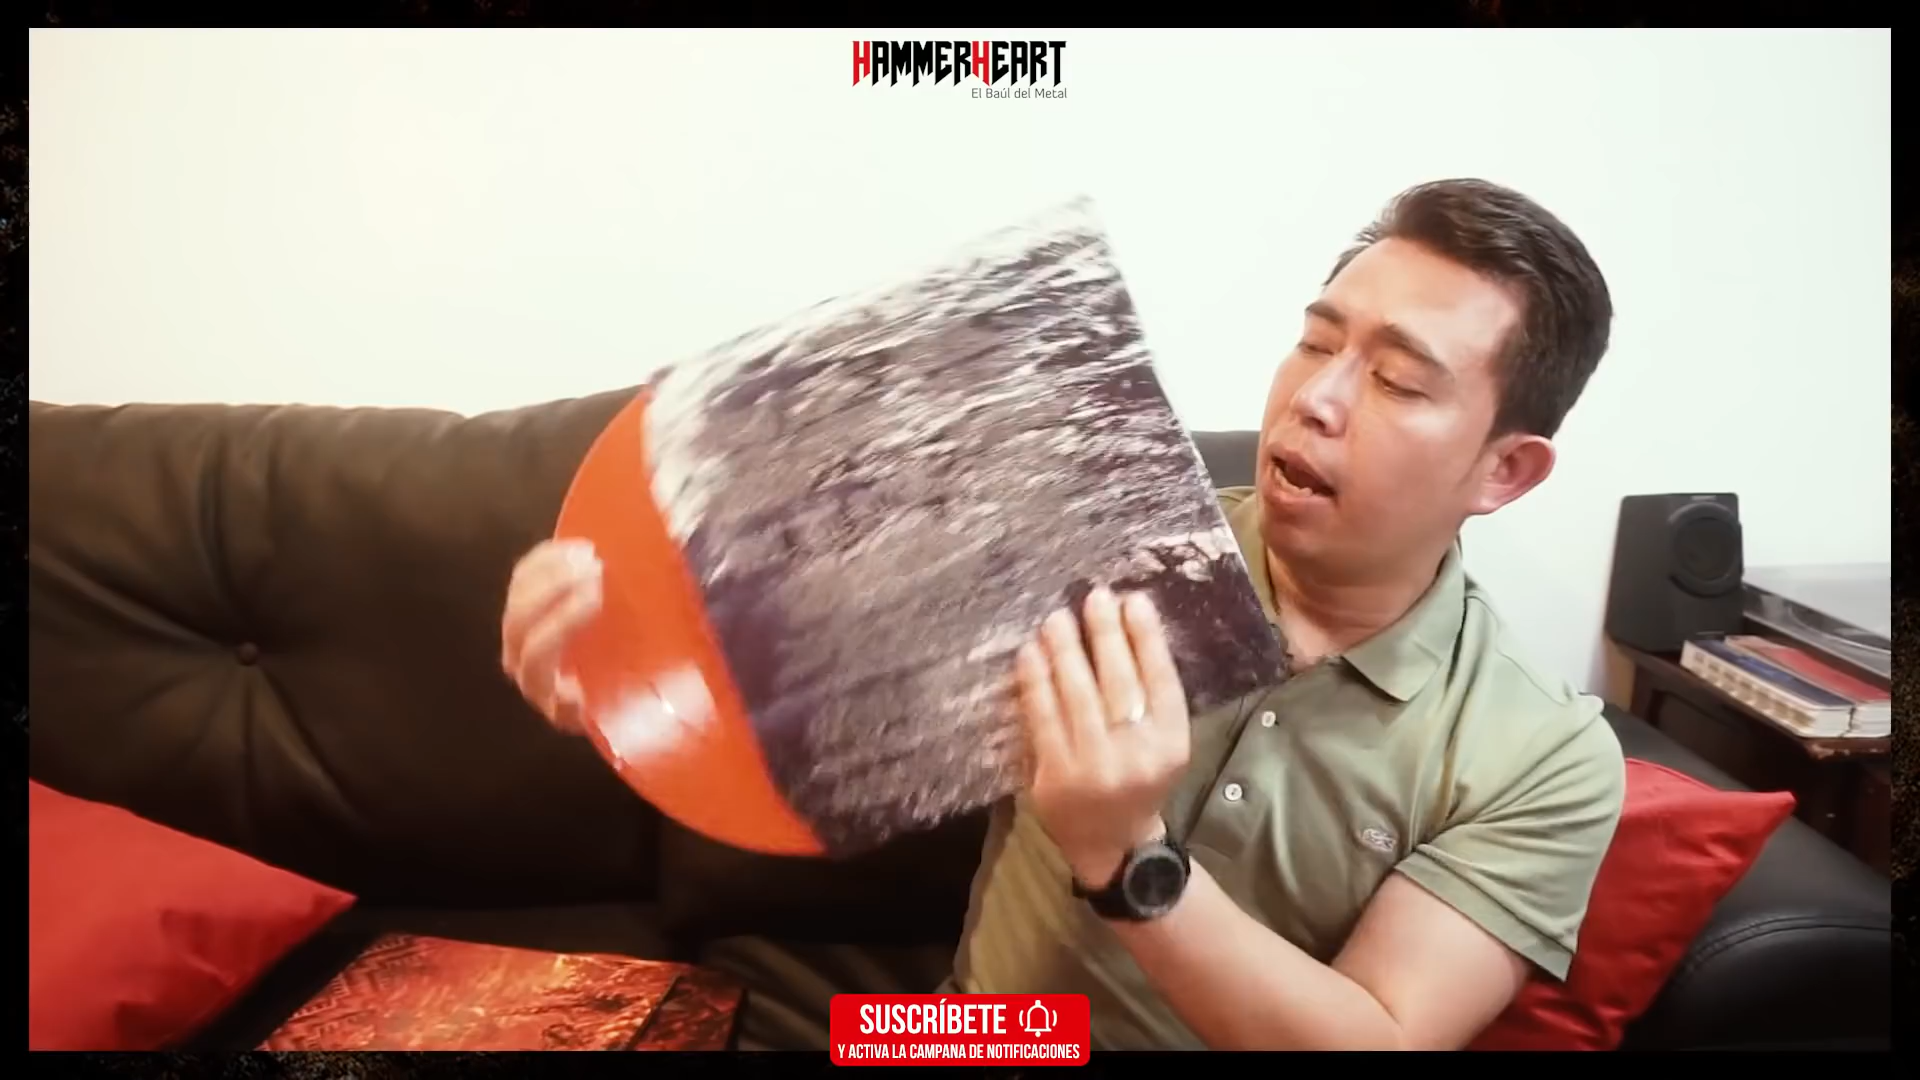 HAMMERHEART
El Baúl del Metal
SUSCRÍBETE
Y ACTIVA LA CAMPANA DE NOTIFICACIONES